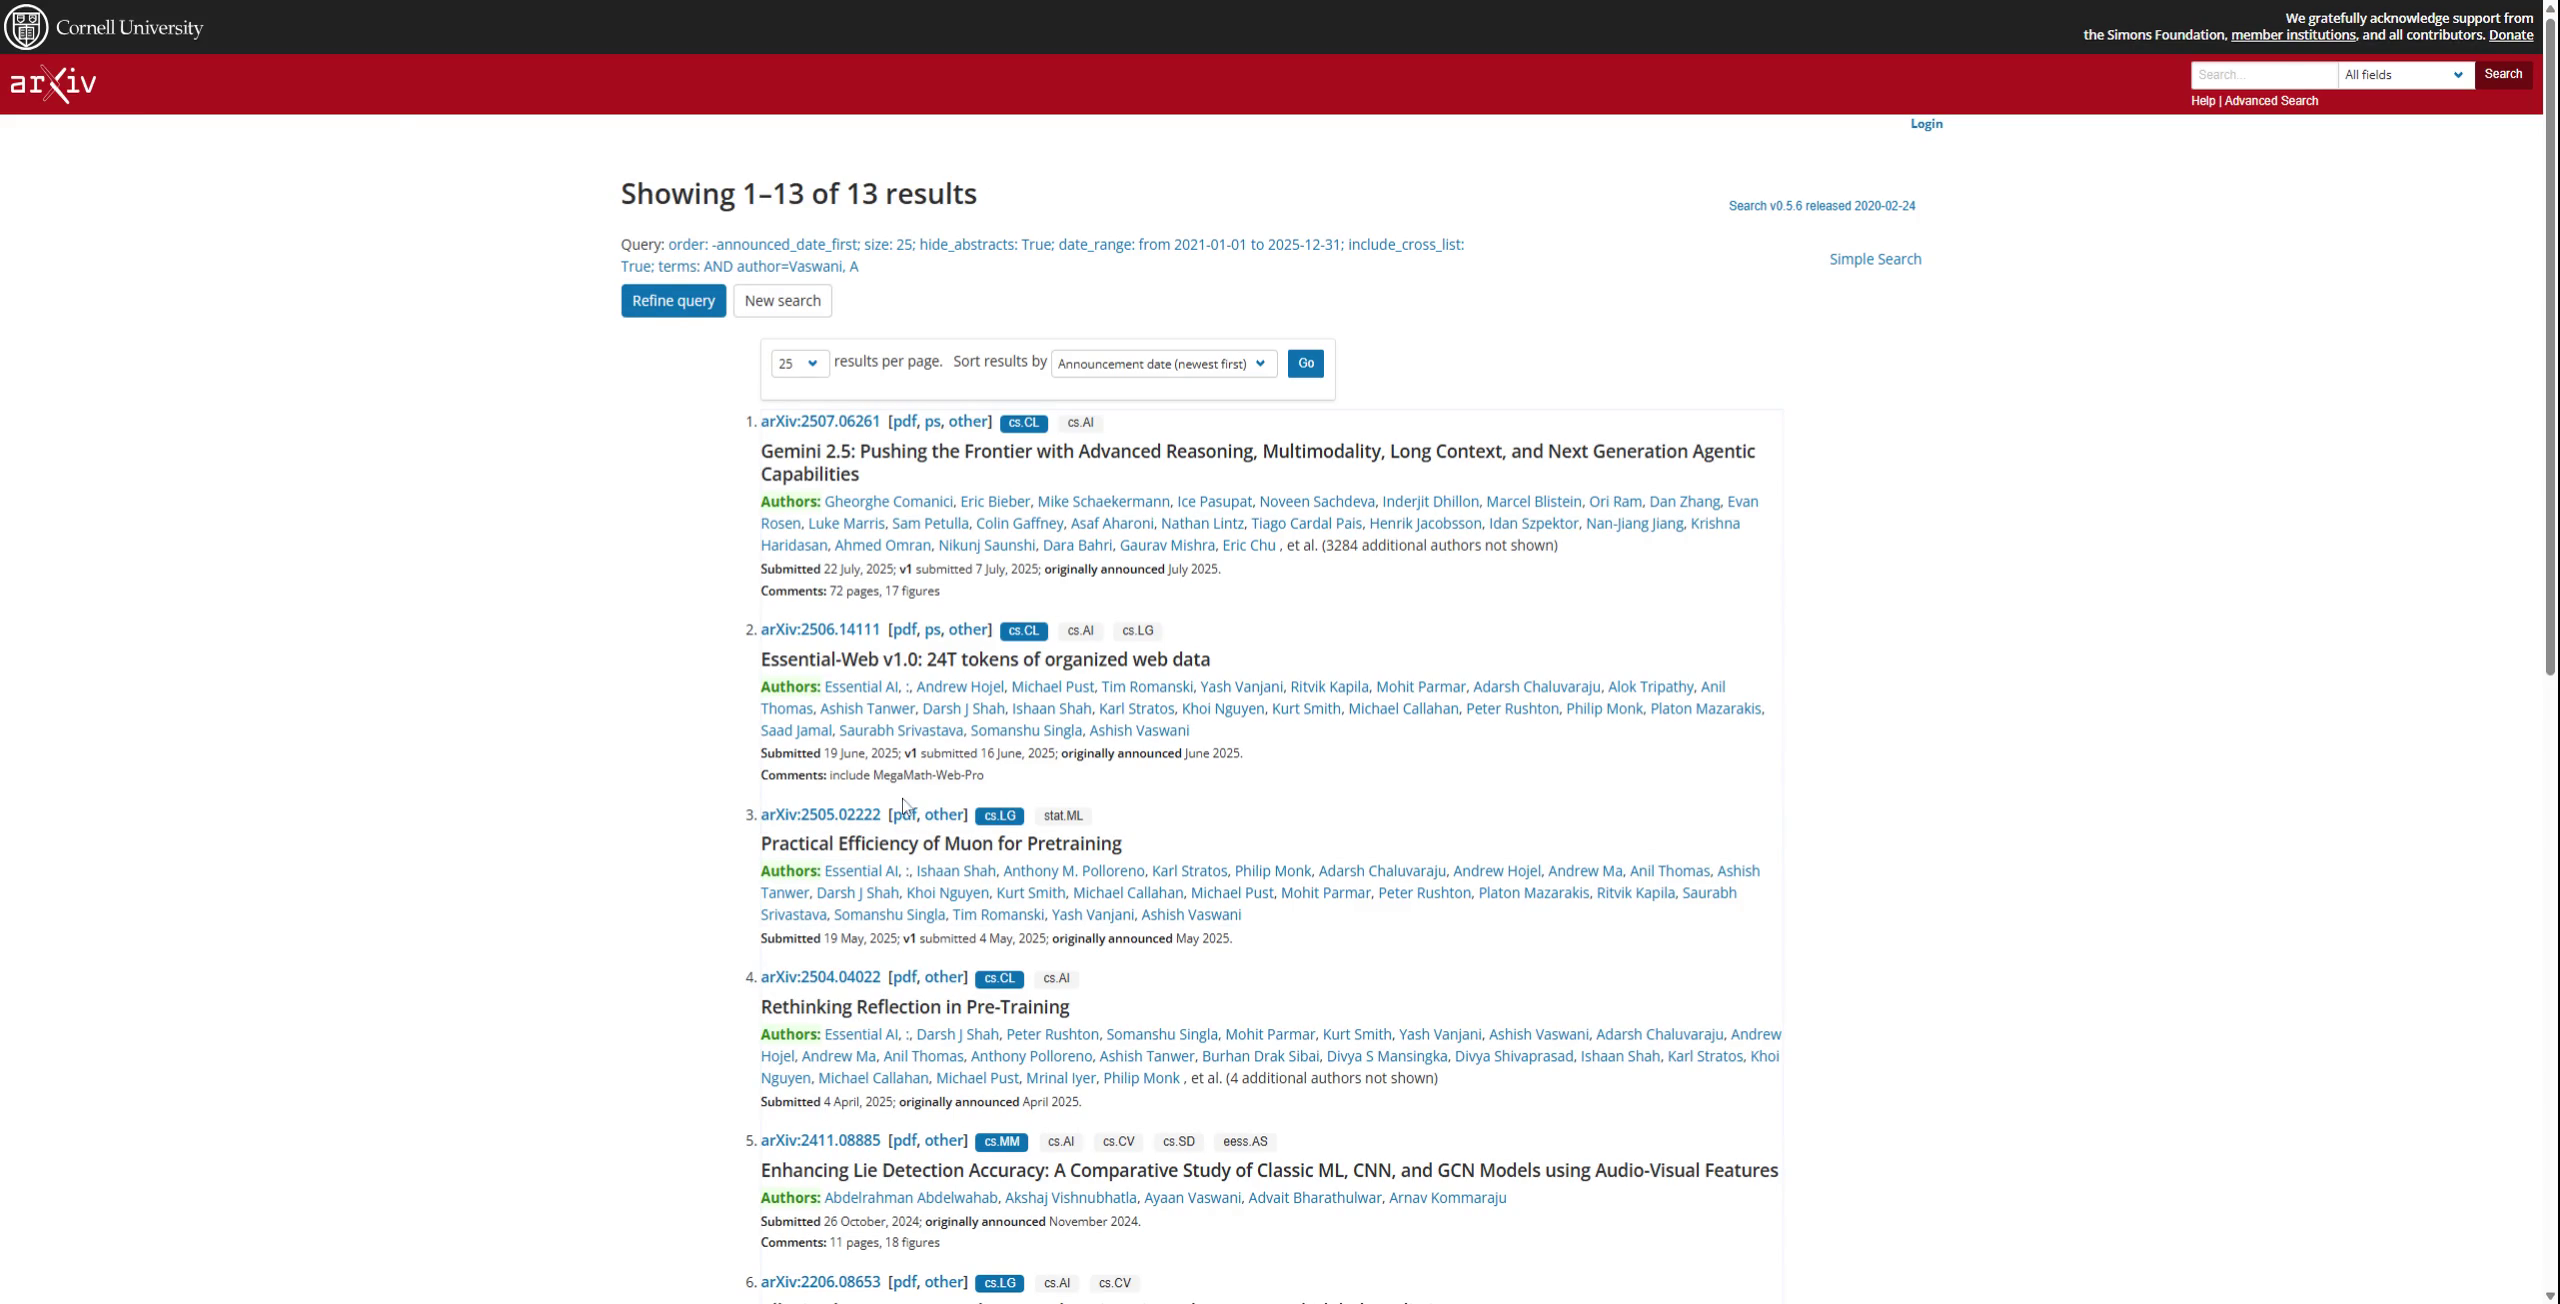 Cornell University
We gratefully acknowledge support from
the Simons Foundation, member institutions, and all contributors. Donate
arXiv
Search...
All fields
Search
Help | Advanced Search
Login
Showing 1–13 of 13 results
Search v0.5.6 released 2020-02-24
Query: order: -announced_date_first; size: 25; hide_abstracts: True; date_range: from 2021-01-01 to 2025-12-31; include_cross_list:
True; terms: AND author=Vaswani, A
Simple Search
Refine query
New search
25 results per page. Sort results by Announcement date (newest first) Go
1. arXiv:2507.06261 [pdf, ps, other] cs.CL cs.AI
Gemini 2.5: Pushing the Frontier with Advanced Reasoning, Multimodality, Long Context, and Next Generation Agentic
Capabilities
Authors: Gheorghe Comanici, Eric Bieber, Mike Schaekermann, Ice Pasupat, Noveen Sachdeva, Inderjit Dhillon, Marcel Blistein, Ori Ram, Dan Zhang, Evan
Rosen, Luke Marris, Sam Petulla, Colin Gaffney, Asaf Aharoni, Nathan Lintz, Tiago Cardal Pais, Henrik Jacobsson, Idan Szpektor, Nan-Jiang Jiang, Krishna
Haridasan, Ahmed Omran, Nikunj Saunshi, Dara Bahri, Gaurav Mishra, Eric Chu , et al. (3284 additional authors not shown)
Submitted 22 July, 2025; v1 submitted 7 July, 2025; originally announced July 2025.
Comments: 72 pages, 17 figures
2. arXiv:2506.14111 [pdf, ps, other] cs.CL cs.AI cs.LG
Essential-Web v1.0: 24T tokens of organized web data
Authors: Essential AI, :, Andrew Hojel, Michael Pust, Tim Romanski, Yash Vanjani, Ritvik Kapila, Mohit Parmar, Adarsh Chaluvaraju, Alok Tripathy, Anil
Thomas, Ashish Tanwer, Darsh J Shah, Ishaan Shah, Karl Stratos, Khoi Nguyen, Kurt Smith, Michael Callahan, Peter Rushton, Philip Monk, Platon Mazarakis,
Saad Jamal, Saurabh Srivastava, Somanshu Singla, Ashish Vaswani
Submitted 19 June, 2025; v1 submitted 16 June, 2025; originally announced June 2025.
Comments: include MegaMath-Web-Pro
3. arXiv:2505.02222 [pdf, other] cs.LG stat.ML
Practical Efficiency of Muon for Pretraining
Authors: Essential AI, :, Ishaan Shah, Anthony M. Polloreno, Karl Stratos, Philip Monk, Adarsh Chaluvaraju, Andrew Hojel, Andrew Ma, Anil Thomas, Ashish
Tanwer, Darsh J Shah, Khoi Nguyen, Kurt Smith, Michael Callahan, Michael Pust, Mohit Parmar, Peter Rushton, Platon Mazarakis, Ritvik Kapila, Saurabh
Srivastava, Somanshu Singla, Tim Romanski, Yash Vanjani, Ashish Vaswani
Submitted 19 May, 2025; v1 submitted 4 May, 2025; originally announced May 2025.
4. arXiv:2504.04022 [pdf, other] cs.CL cs.AI
Rethinking Reflection in Pre-Training
Authors: Essential AI, :, Darsh J Shah, Peter Rushton, Somanshu Singla, Mohit Parmar, Kurt Smith, Yash Vanjani, Ashish Vaswani, Adarsh Chaluvaraju, Andrew
Hojel, Andrew Ma, Anil Thomas, Anthony Polloreno, Ashish Tanwer, Burhan Drak Sibai, Divya S Mansingka, Divya Shivaprasad, Ishaan Shah, Karl Stratos, Khoi
Nguyen, Michael Callahan, Michael Pust, Mrinal Iyer, Philip Monk , et al. (4 additional authors not shown)
Submitted 4 April, 2025; originally announced April 2025.
5. arXiv:2411.08885 [pdf, other] cs.MM cs.AI cs.CV cs.SD eess.AS
Enhancing Lie Detection Accuracy: A Comparative Study of Classic ML, CNN, and GCN Models using Audio-Visual Features
Authors: Abdelrahman Abdelwahab, Akshaj Vishnubhatla, Ayaan Vaswani, Advait Bharathulwar, Arnav Kommaraju
Submitted 26 October, 2024; originally announced November 2024.
Comments: 11 pages, 18 figures
6. arXiv:2206.08653 [pdf, other] cs.LG cs.AI cs.CV